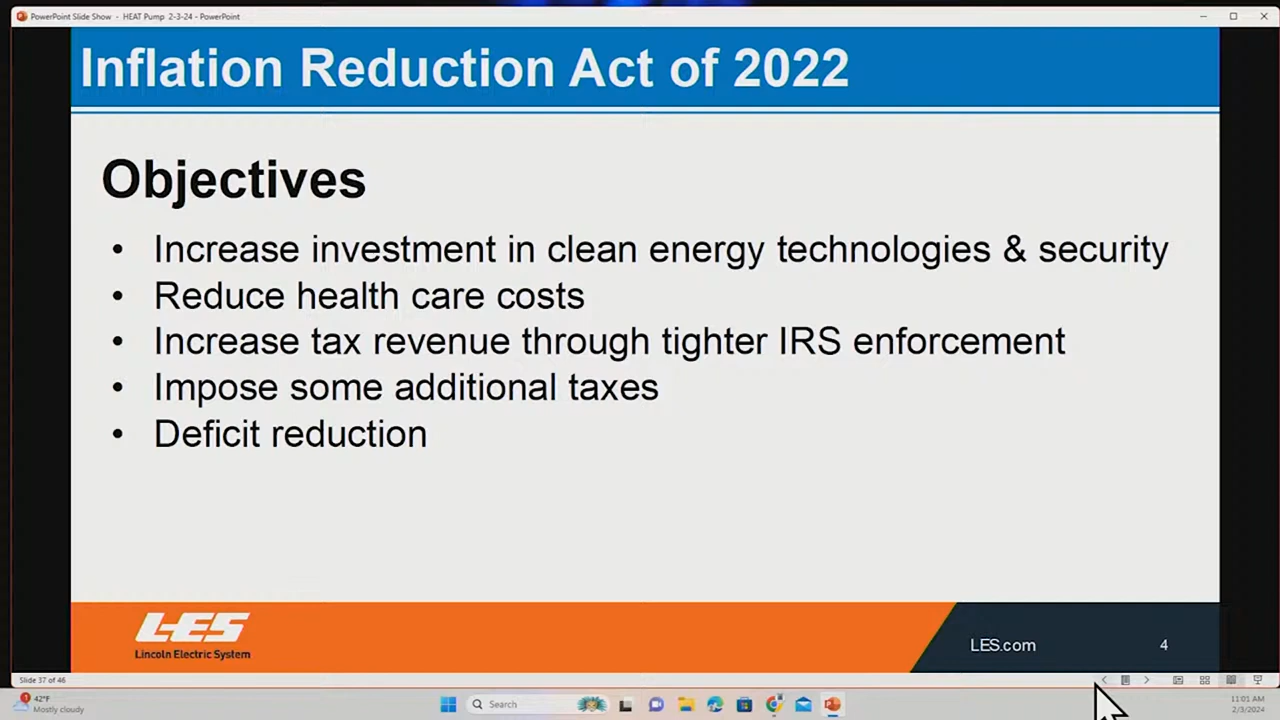 PowerPoint Slide Show - HEAT Pump 2-3-24 - PowerPoint
Inflation Reduction Act of 2022
Objectives
• Increase investment in clean energy technologies & security
• Reduce health care costs
• Increase tax revenue through tighter IRS enforcement
• Impose some additional taxes
• Deficit reduction
LES
Lincoln Electric System
LES.com
4
Slide 37 of 46
1
42°F
Mostly cloudy
Search
11:01 AM
2/3/2024